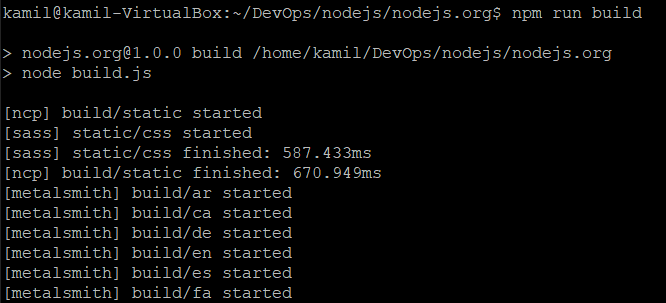 kamil@kamil-VirtualBox:~/DevOps/nodejs/nodejs.org$ npm run build
> nodejs.org@1.0.0 build /home/kamil/DevOps/nodejs/nodejs.org
> node build.js
[ncp] build/static started
[sass] static/css started
[sass] static/css finished: 587.433ms
[ncp] build/static finished: 670.949ms
[metalsmith] build/ar started
[metalsmith] build/ca started
[metalsmith] build/de started
[metalsmith] build/en started
[metalsmith] build/es started
[metalsmith] build/fa started